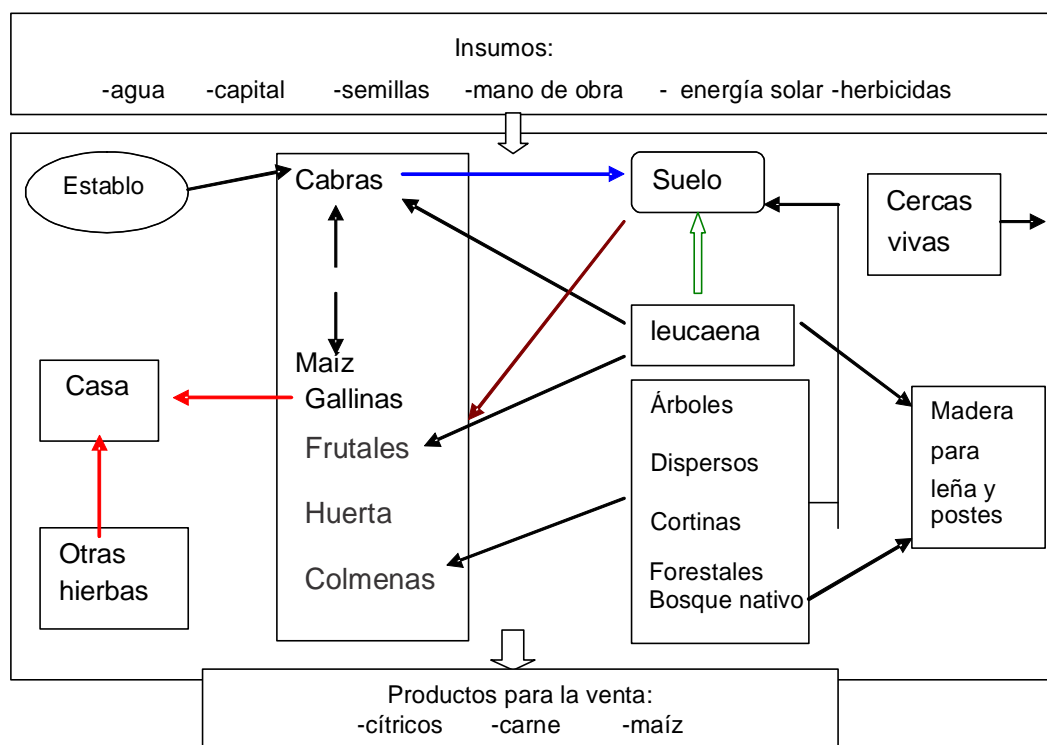 Insumos:
-agua -capital -semillas -mano de obra - energía solar -herbicidas
Establo
Cabras
Suelo
Cercas
vivas
leucaena
Maíz
Gallinas
Frutales
Huerta
Colmenas
Casa
Otras
hierbas
Árboles
Dispersos
Cortinas
Forestales
Bosque nativo
Madera
para
leña y
postes
Productos para la venta:
-cítricos -carne -maíz